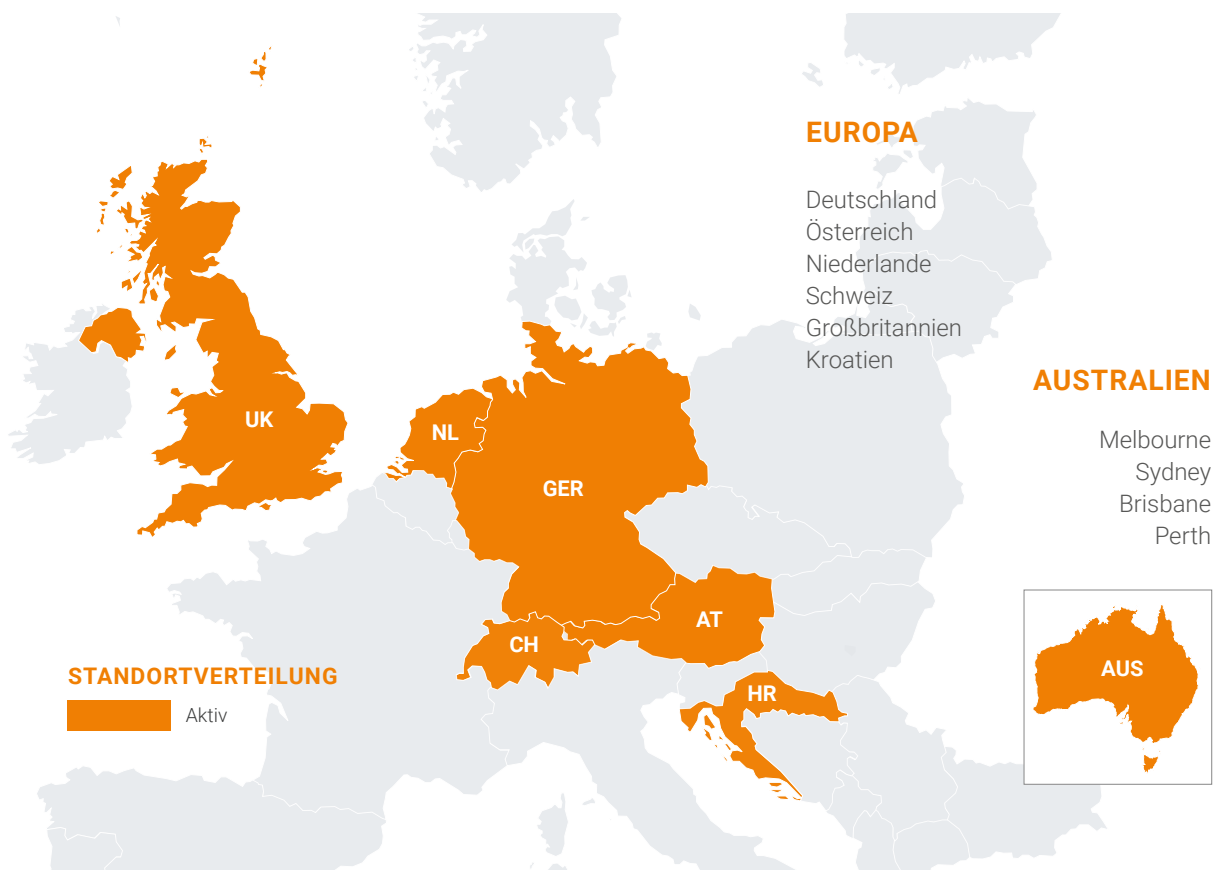 EUROPA
Deutschland
Österreich
Niederlande
Schweiz
Großbritannien
Kroatien
AUSTRALIEN
Melbourne
Sydney
Brisbane
Perth
UK
NL
GER
AT
CH
HR
AUS
STANDORTVERTEILUNG
Aktiv